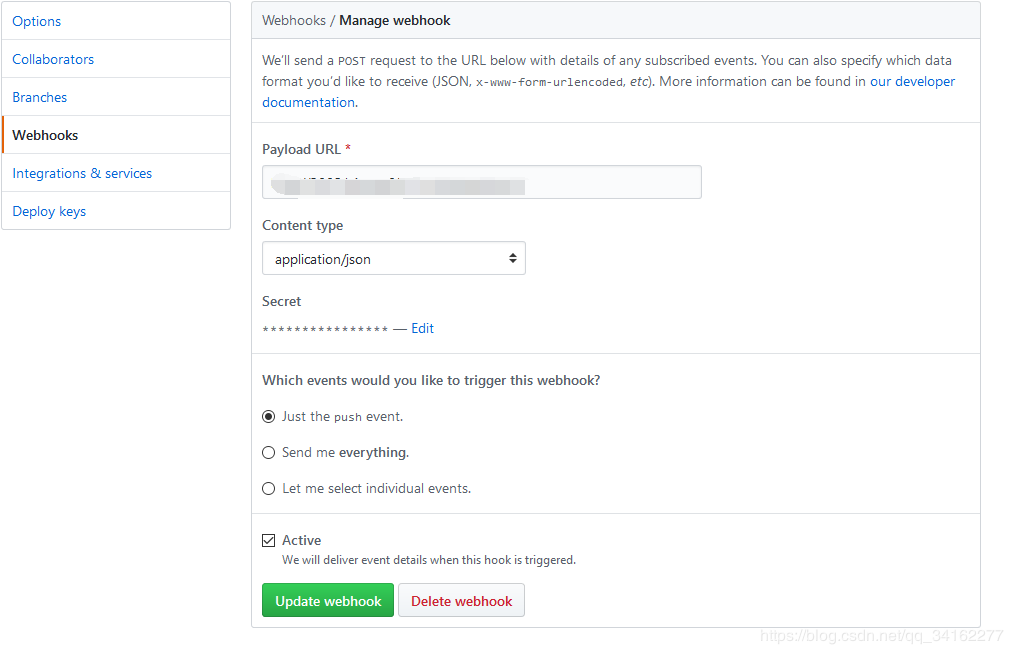 Options
Collaborators
Branches
Webhooks
Integrations & services
Deploy keys
Webhooks / Manage webhook
We'll send a POST request to the URL below with details of any subscribed events. You can also specify which data
format you'd like to receive (JSON, x-www-form-urlencoded, etc). More information can be found in our developer
documentation.
Payload URL *
Content type
application/json
Secret
**************** — Edit
Which events would you like to trigger this webhook?
Just the push event.
Send me everything.
Let me select individual events.
Active
We will deliver event details when this hook is triggered.
Update webhook
Delete webhook
https://blog.csdn.net/qq_34162277